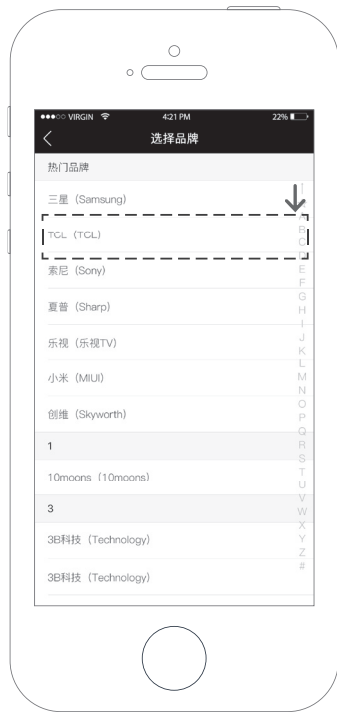 VIRGIN 4:21 PM 22%
选择品牌
热门品牌
三星（Samsung)
TCL（TCL）
索尼（Sony）
夏普（Sharp）
乐视（乐视TV）
小米（MIUI）
创维（Skyworth）
1
10moons（10moons）
3
3B科技（Technology）
3B科技（Technology）
A
B
C
D
E
F
G
H
I
J
K
L
M
N
O
P
Q
R
S
T
U
V
W
X
Y
Z
#